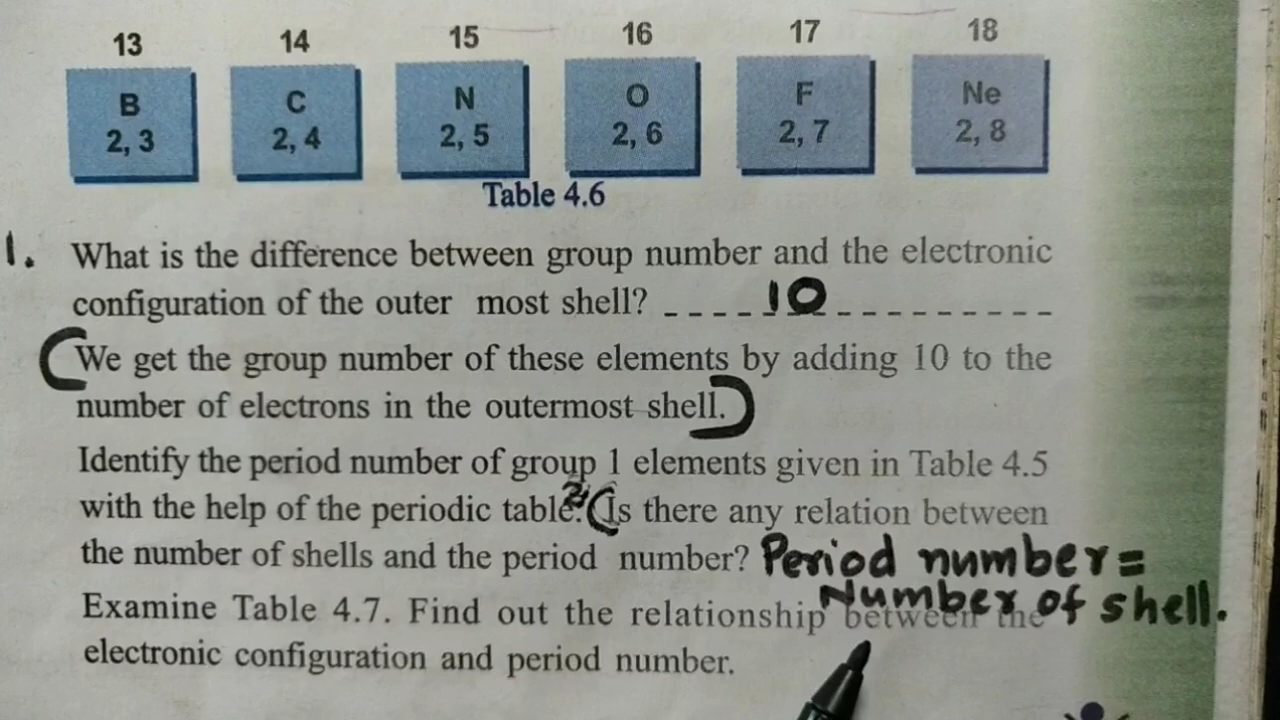 13 14 15 16 17 18
B C N O F Ne
2, 3 2, 4 2, 5 2, 6 2, 7 2, 8
Table 4.6
1. What is the difference between group number and the electronic
configuration of the outer most shell? _ _ _ _ 10 _ _ _ _ _ _ _ _ _ _
(We get the group number of these elements by adding 10 to the
number of electrons in the outermost shell.)
Identify the period number of group 1 elements given in Table 4.5
with the help of the periodic table. 2. (Is there any relation between
the number of shells and the period number? Period number =
Number of shell.
Examine Table 4.7. Find out the relationship between the
electronic configuration and period number.